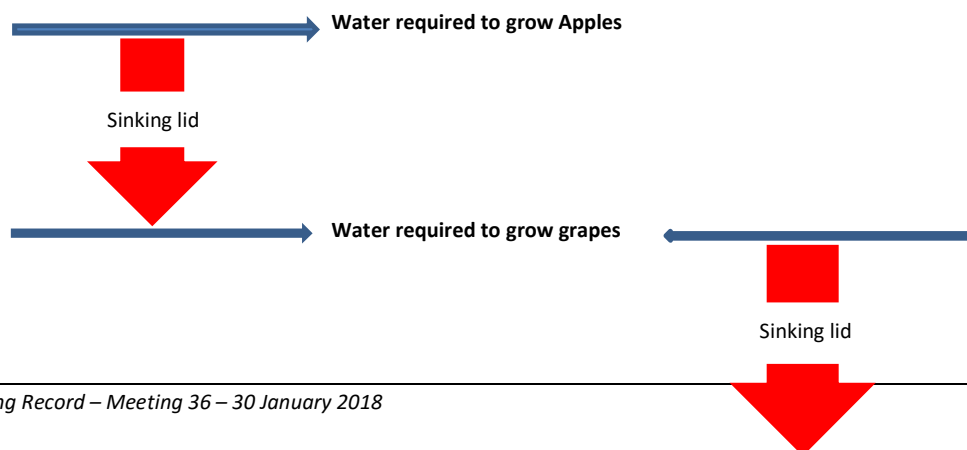 Water required to grow Apples
Sinking lid
Water required to grow grapes
Sinking lid
ng Record – Meeting 36 – 30 January 2018